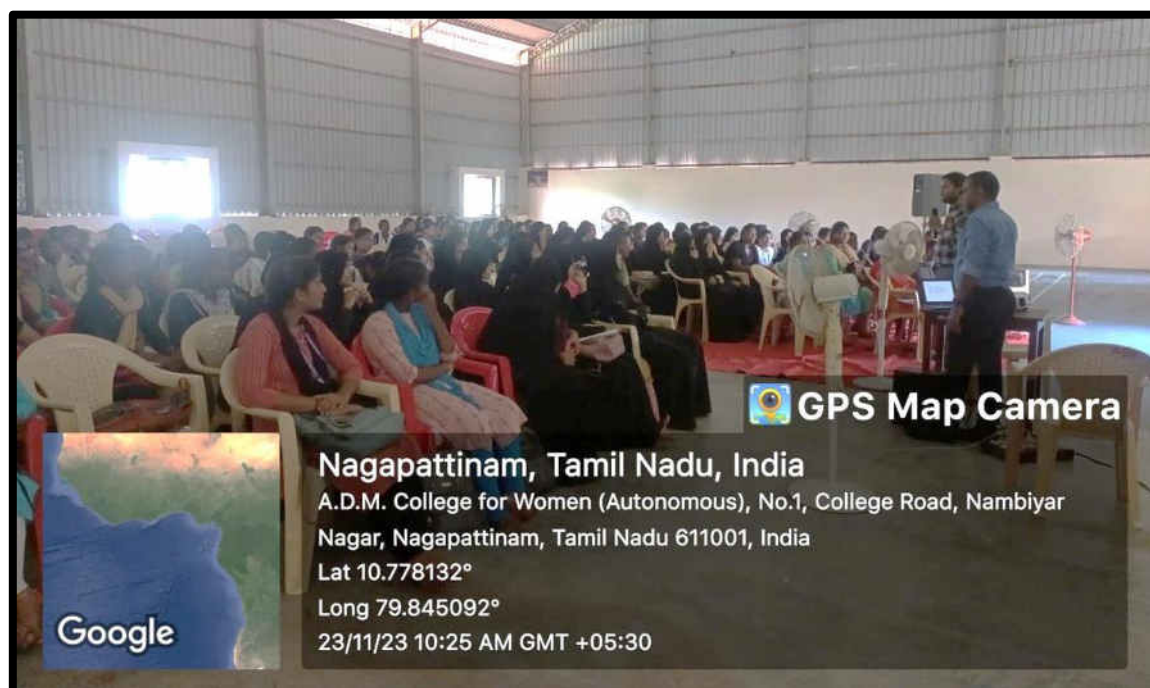 GPS Map Camera
Nagapattinam, Tamil Nadu, India
A.D.M. College for Women (Autonomous), No.1, College Road, Nambiyar
Nagar, Nagapattinam, Tamil Nadu 611001, India
Lat 10.778132°
Long 79.845092°
23/11/23 10:25 AM GMT +05:30
Google